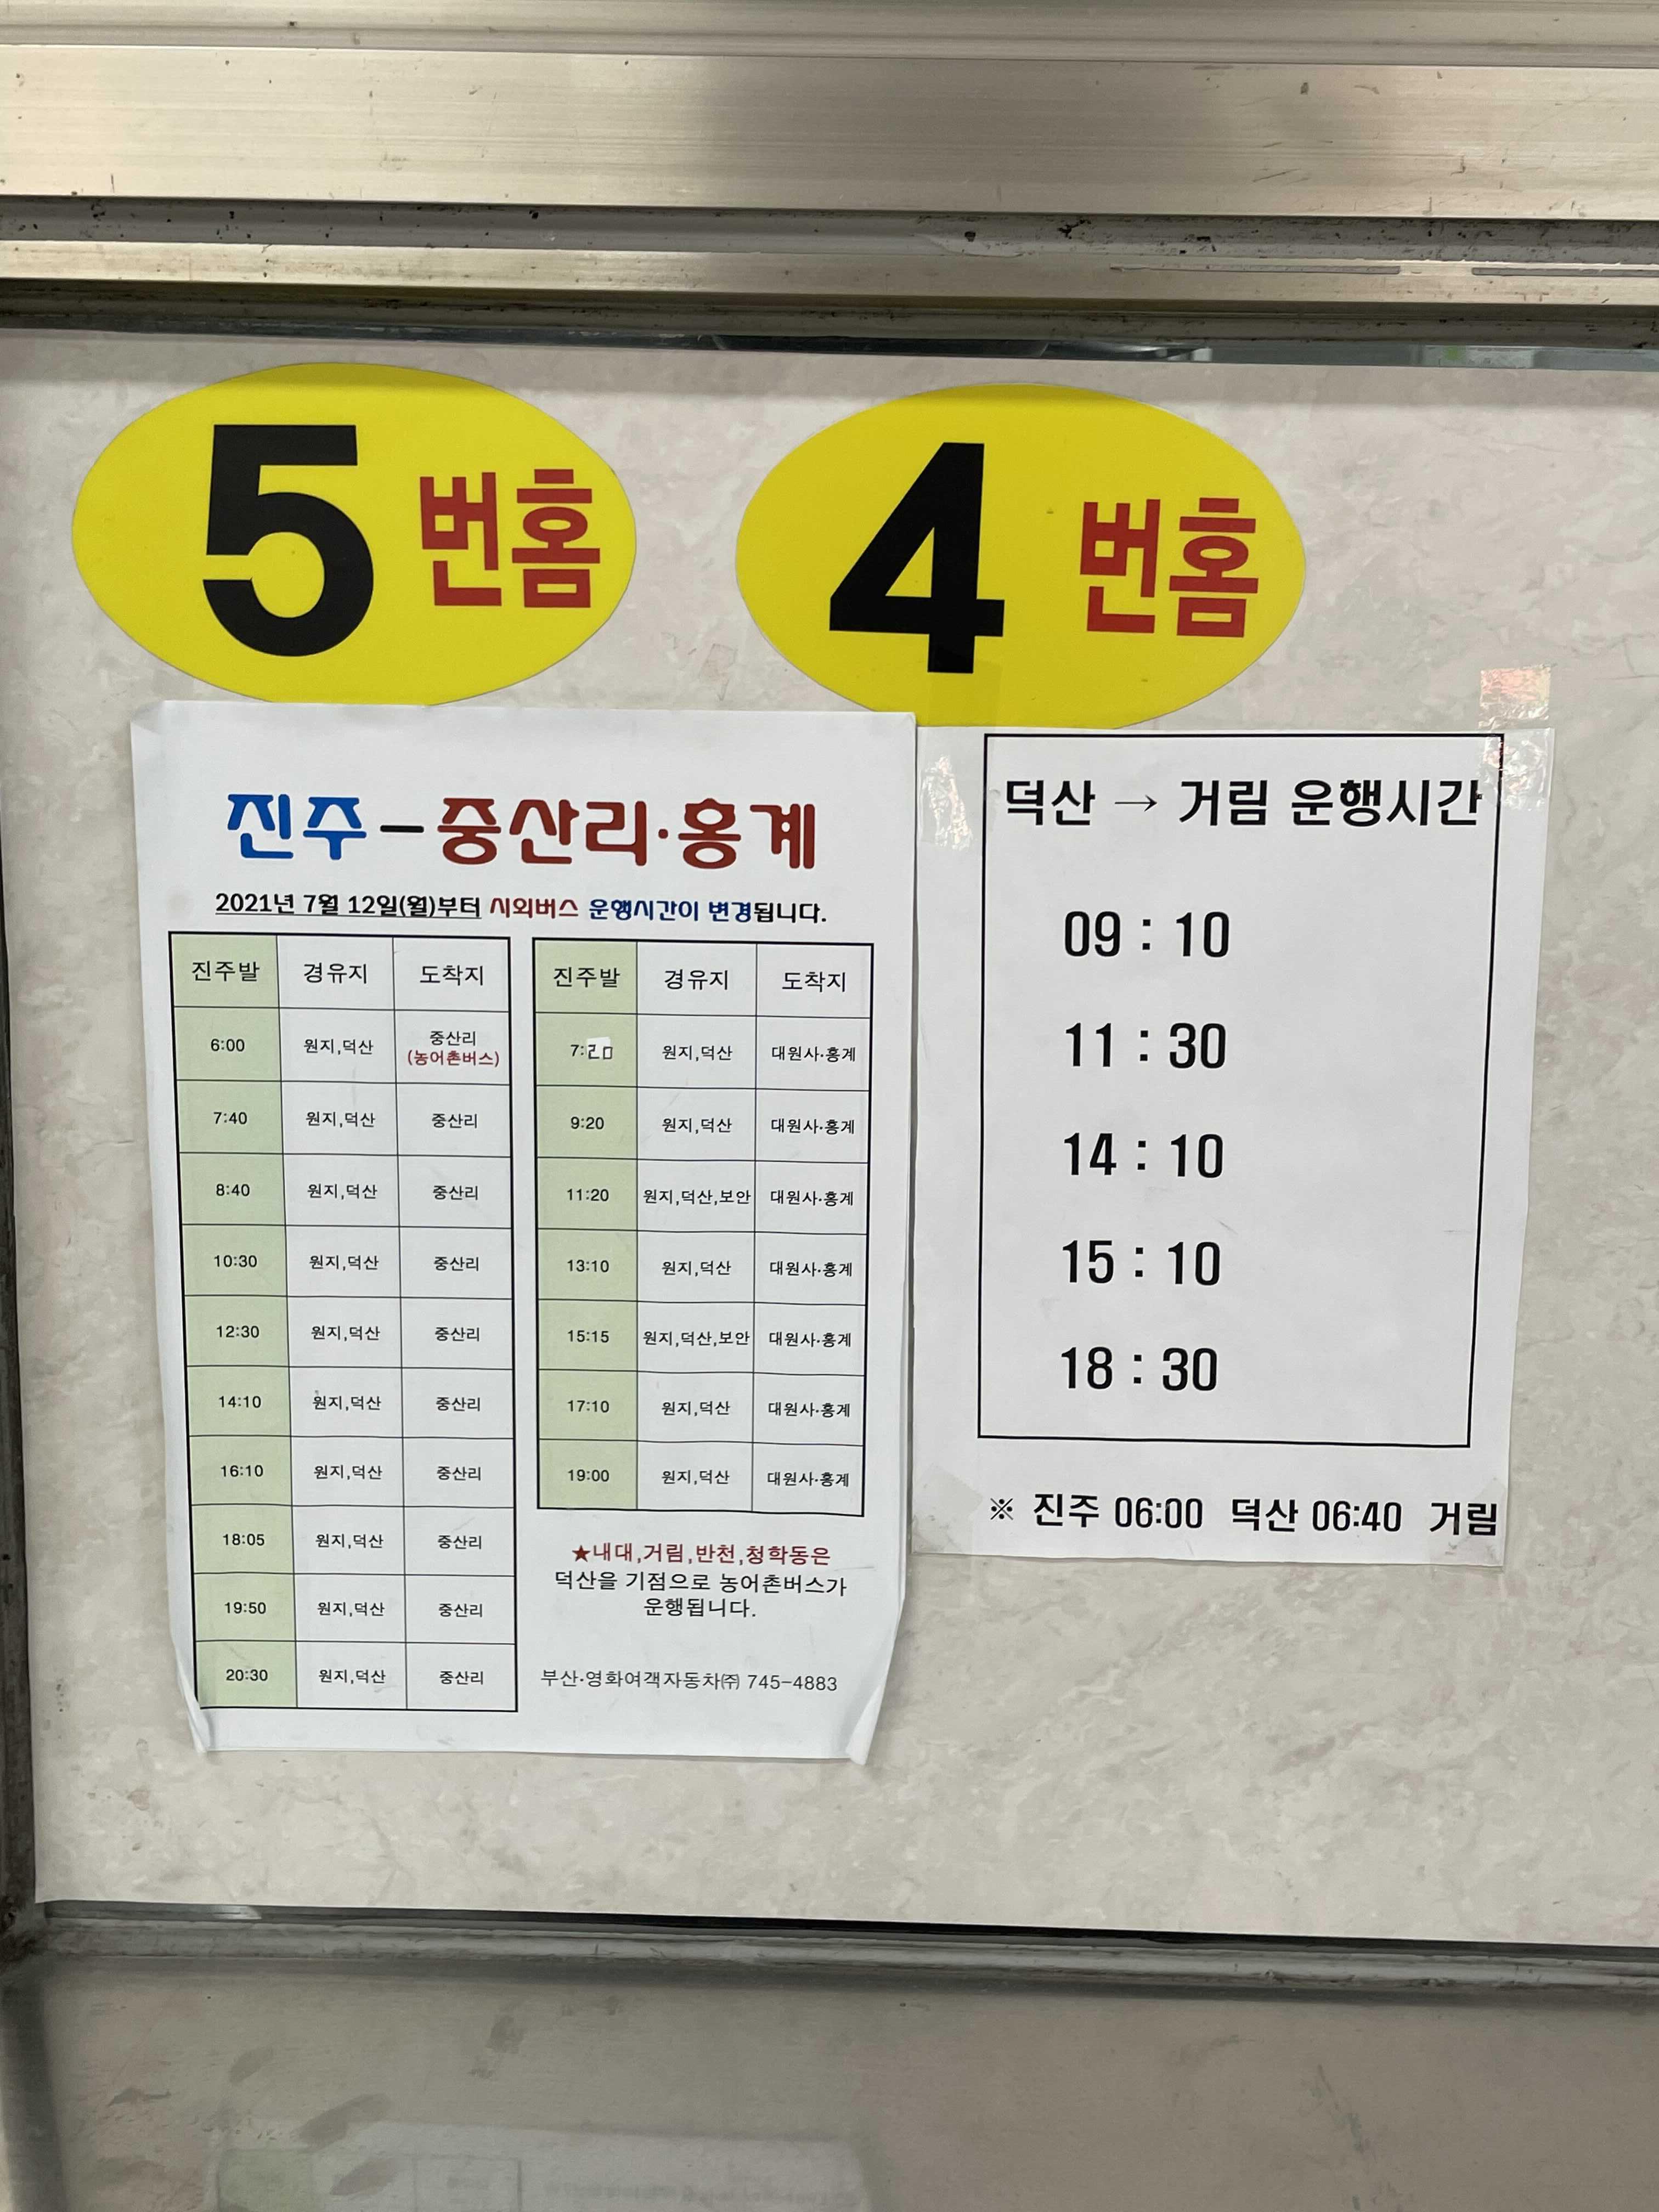 5 번홈
4 번홈
진주-중산리·홍계
2021년 7월 12일(월)부터 시외버스 운행시간이 변경됩니다.
진주발 경유지 도착지
6:00 원지,덕산 중산리
(농어촌버스)
7:40 원지,덕산 중산리
8:40 원지,덕산 중산리
10:30 원지,덕산 중산리
12:30 원지,덕산 중산리
14:10 원지,덕산 중산리
16:10 원지,덕산 중산리
18:05 원지,덕산 중산리
19:50 원지,덕산 중산리
20:30 원지,덕산 중산리
진주발 경유지 도착지
7:20 원지,덕산 대원사·홍계
9:20 원지,덕산 대원사·홍계
11:20 원지,덕산,보안 대원사·홍계
13:10 원지,덕산 대원사·홍계
15:15 원지,덕산,보안 대원사·홍계
17:10 원지,덕산 대원사·홍계
19:00 원지,덕산 대원사·홍계
★내대,거림,반천,청학동은
덕산을 기점으로 농어촌버스가
운행됩니다.
부산·영화여객자동차㈜ 745-4883
덕산 → 거림 운행시간
09 : 10
11 : 30
14 : 10
15 : 10
18 : 30
※ 진주 06:00 덕산 06:40 거림